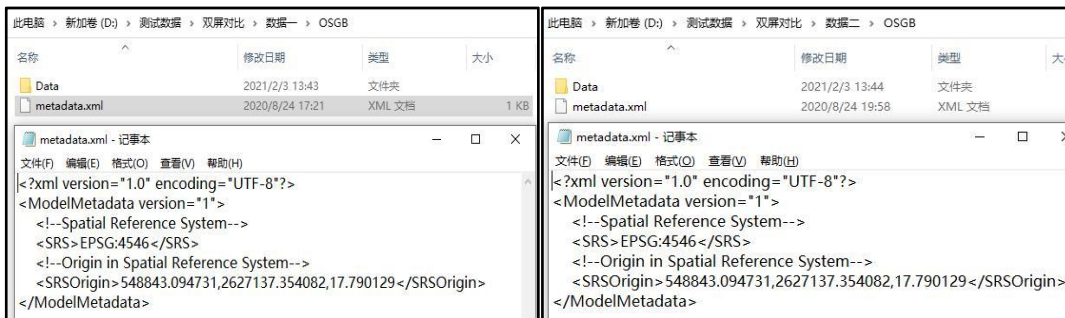 此电脑 > 新加卷 (D:) > 测试数据 > 双屏对比 > 数据一 > OSGB
名称 修改日期 类型 大小
Data 2021/2/3 13:43 文件夹
metadata.xml 2020/8/24 17:21 XML 文档 1 KB
metadata.xml - 记事本
文件(F) 编辑(E) 格式(O) 查看(V) 帮助(H)
<?xml version="1.0" encoding="UTF-8"?>
<ModelMetadata version="1">
<!--Spatial Reference System-->
<SRS>EPSG:4546</SRS>
<!--Origin in Spatial Reference System-->
<SRSOrigin>548843.094731,2627137.354082,17.790129</SRSOrigin>
</ModelMetadata>
此电脑 > 新加卷 (D:) > 测试数据 > 双屏对比 > 数据二 > OSGB
名称 修改日期 类型 大
Data 2021/2/3 13:44 文件夹
metadata.xml 2020/8/24 19:58 XML 文档
metadata.xml - 记事本
文件(F) 编辑(E) 格式(O) 查看(V) 帮助(H)
<?xml version="1.0" encoding="UTF-8"?>
<ModelMetadata version="1">
<!--Spatial Reference System-->
<SRS>EPSG:4546</SRS>
<!--Origin in Spatial Reference System-->
<SRSOrigin>548843.094731,2627137.354082,17.790129</SRSOrigin>
</ModelMetadata>